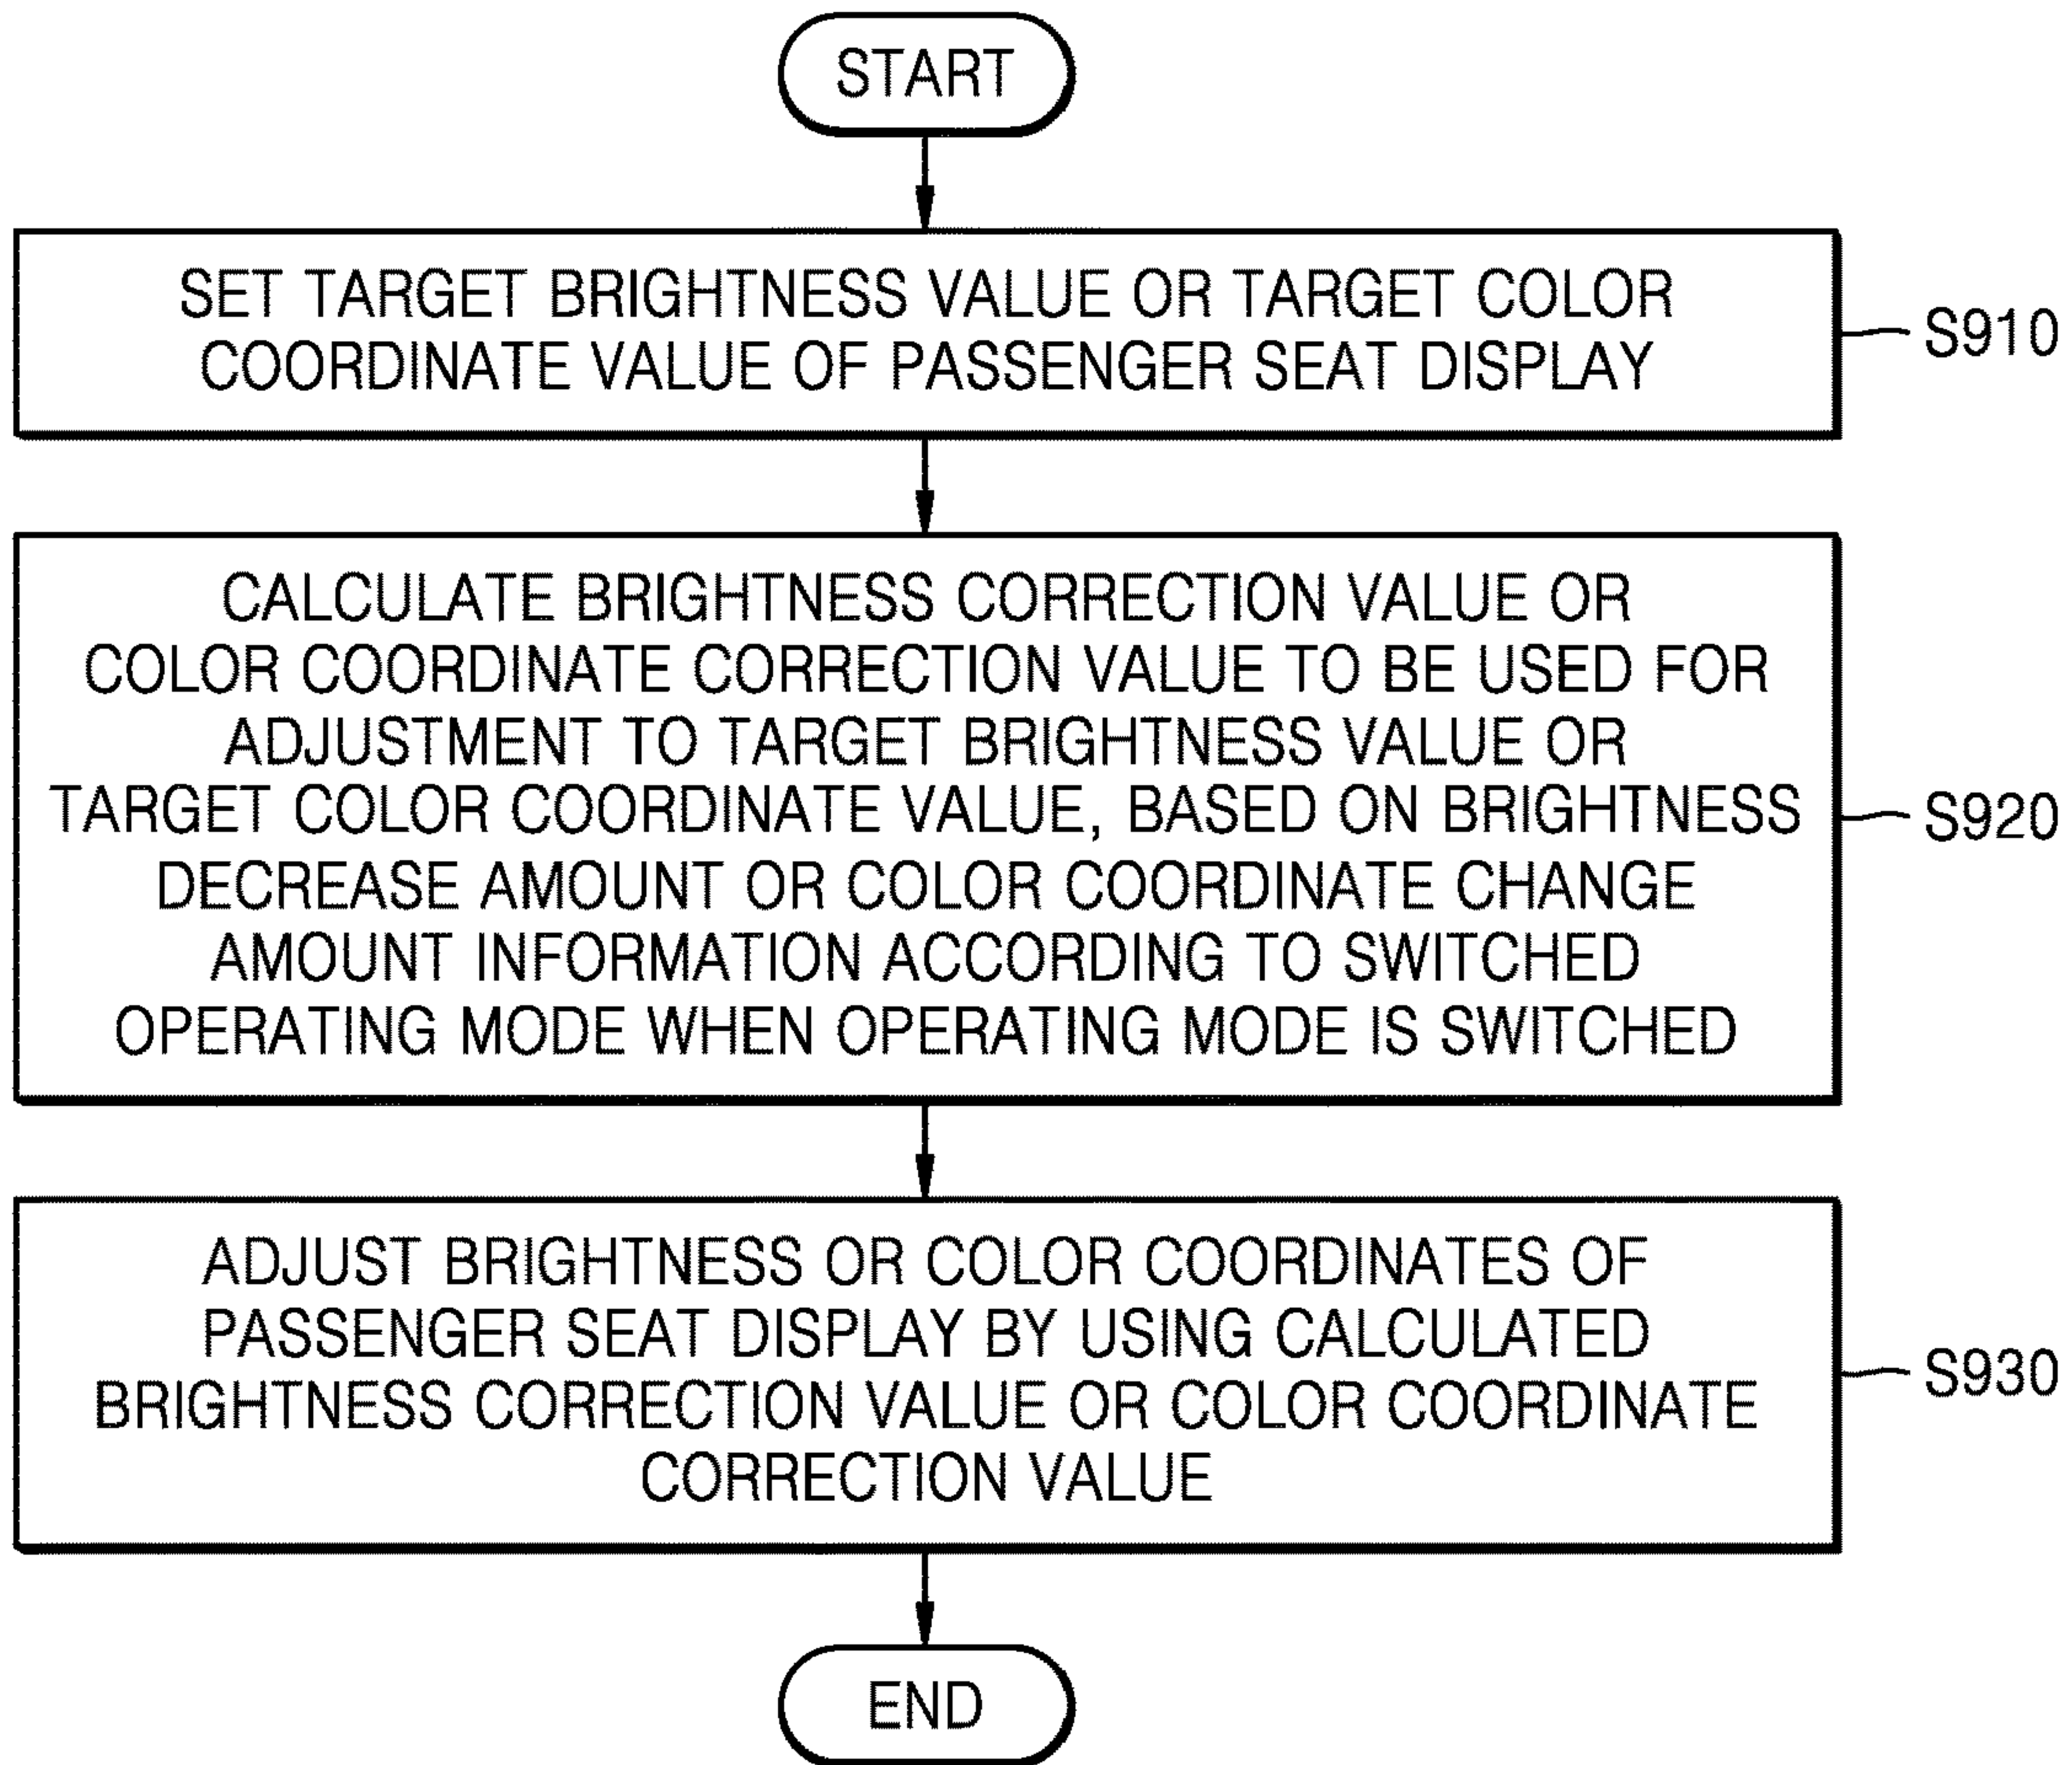 START
SET TARGET BRIGHTNESS VALUE OR TARGET COLOR
COORDINATE VALUE OF PASSENGER SEAT DISPLAY
S910
CALCULATE BRIGHTNESS CORRECTION VALUE OR
COLOR COORDINATE CORRECTION VALUE TO BE USED FOR
ADJUSTMENT TO TARGET BRIGHTNESS VALUE OR
TARGET COLOR COORDINATE VALUE, BASED ON BRIGHTNESS
DECREASE AMOUNT OR COLOR COORDINATE CHANGE
AMOUNT INFORMATION ACCORDING TO SWITCHED
OPERATING MODE WHEN OPERATING MODE IS SWITCHED
S920
ADJUST BRIGHTNESS OR COLOR COORDINATES OF
PASSENGER SEAT DISPLAY BY USING CALCULATED
BRIGHTNESS CORRECTION VALUE OR COLOR COORDINATE
CORRECTION VALUE
S930
END